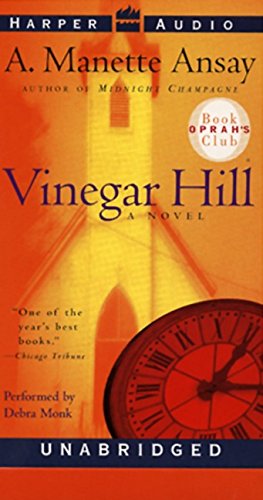 HARPER AUDIO
A. Manette Ansay
AUTHOR OF MIDNIGHT CHAMPAGNE
Book
OPRAH'S
Club
®
Vinegar Hill
A NOVEL
"One of the
year's best
books."
—Chicago Tribune
Performed by
Debra Monk
UNABRIDGED